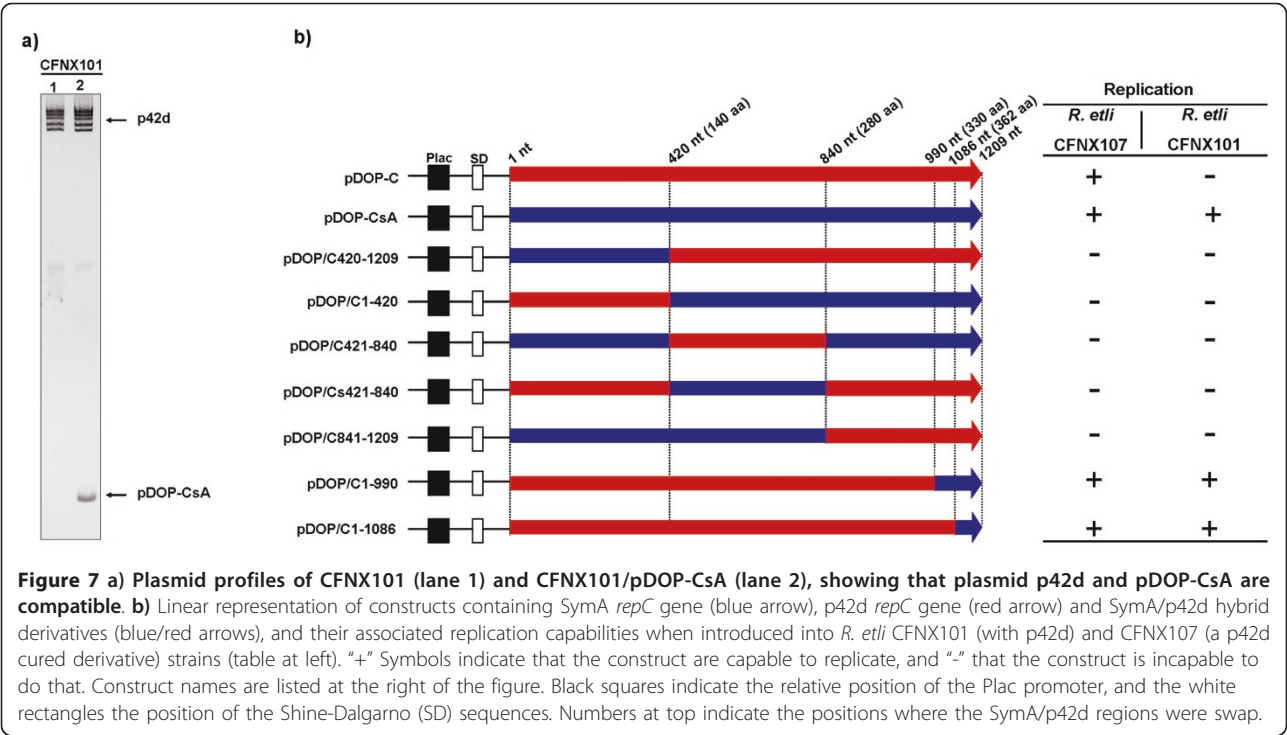 a)
CFNX101
1 2
p42d
pDOP-CsA
b)
1 nt
420 nt (140 aa)
840 nt (280 aa)
990 nt (330 aa)
1086 nt (362 aa)
1209 nt
Plac SD
Replication
R. etli R. etli
CFNX107 CFNX101
pDOP-C + -
pDOP-CsA + +
pDOP/C420-1209 - -
pDOP/C1-420 - -
pDOP/C421-840 - -
pDOP/Cs421-840 - -
pDOP/C841-1209 - -
pDOP/C1-990 + +
pDOP/C1-1086 + +
Figure 7 a) Plasmid profiles of CFNX101 (lane 1) and CFNX101/pDOP-CsA (lane 2), showing that plasmid p42d and pDOP-CsA are
compatible. b) Linear representation of constructs containing SymA repC gene (blue arrow), p42d repC gene (red arrow) and SymA/p42d hybrid
derivatives (blue/red arrows), and their associated replication capabilities when introduced into R. etli CFNX101 (with p42d) and CFNX107 (a p42d
cured derivative) strains (table at left). “+” Symbols indicate that the construct are capable to replicate, and “-” that the construct is incapable to
do that. Construct names are listed at the right of the figure. Black squares indicate the relative position of the Plac promoter, and the white
rectangles the position of the Shine-Dalgarno (SD) sequences. Numbers at top indicate the positions where the SymA/p42d regions were swap.